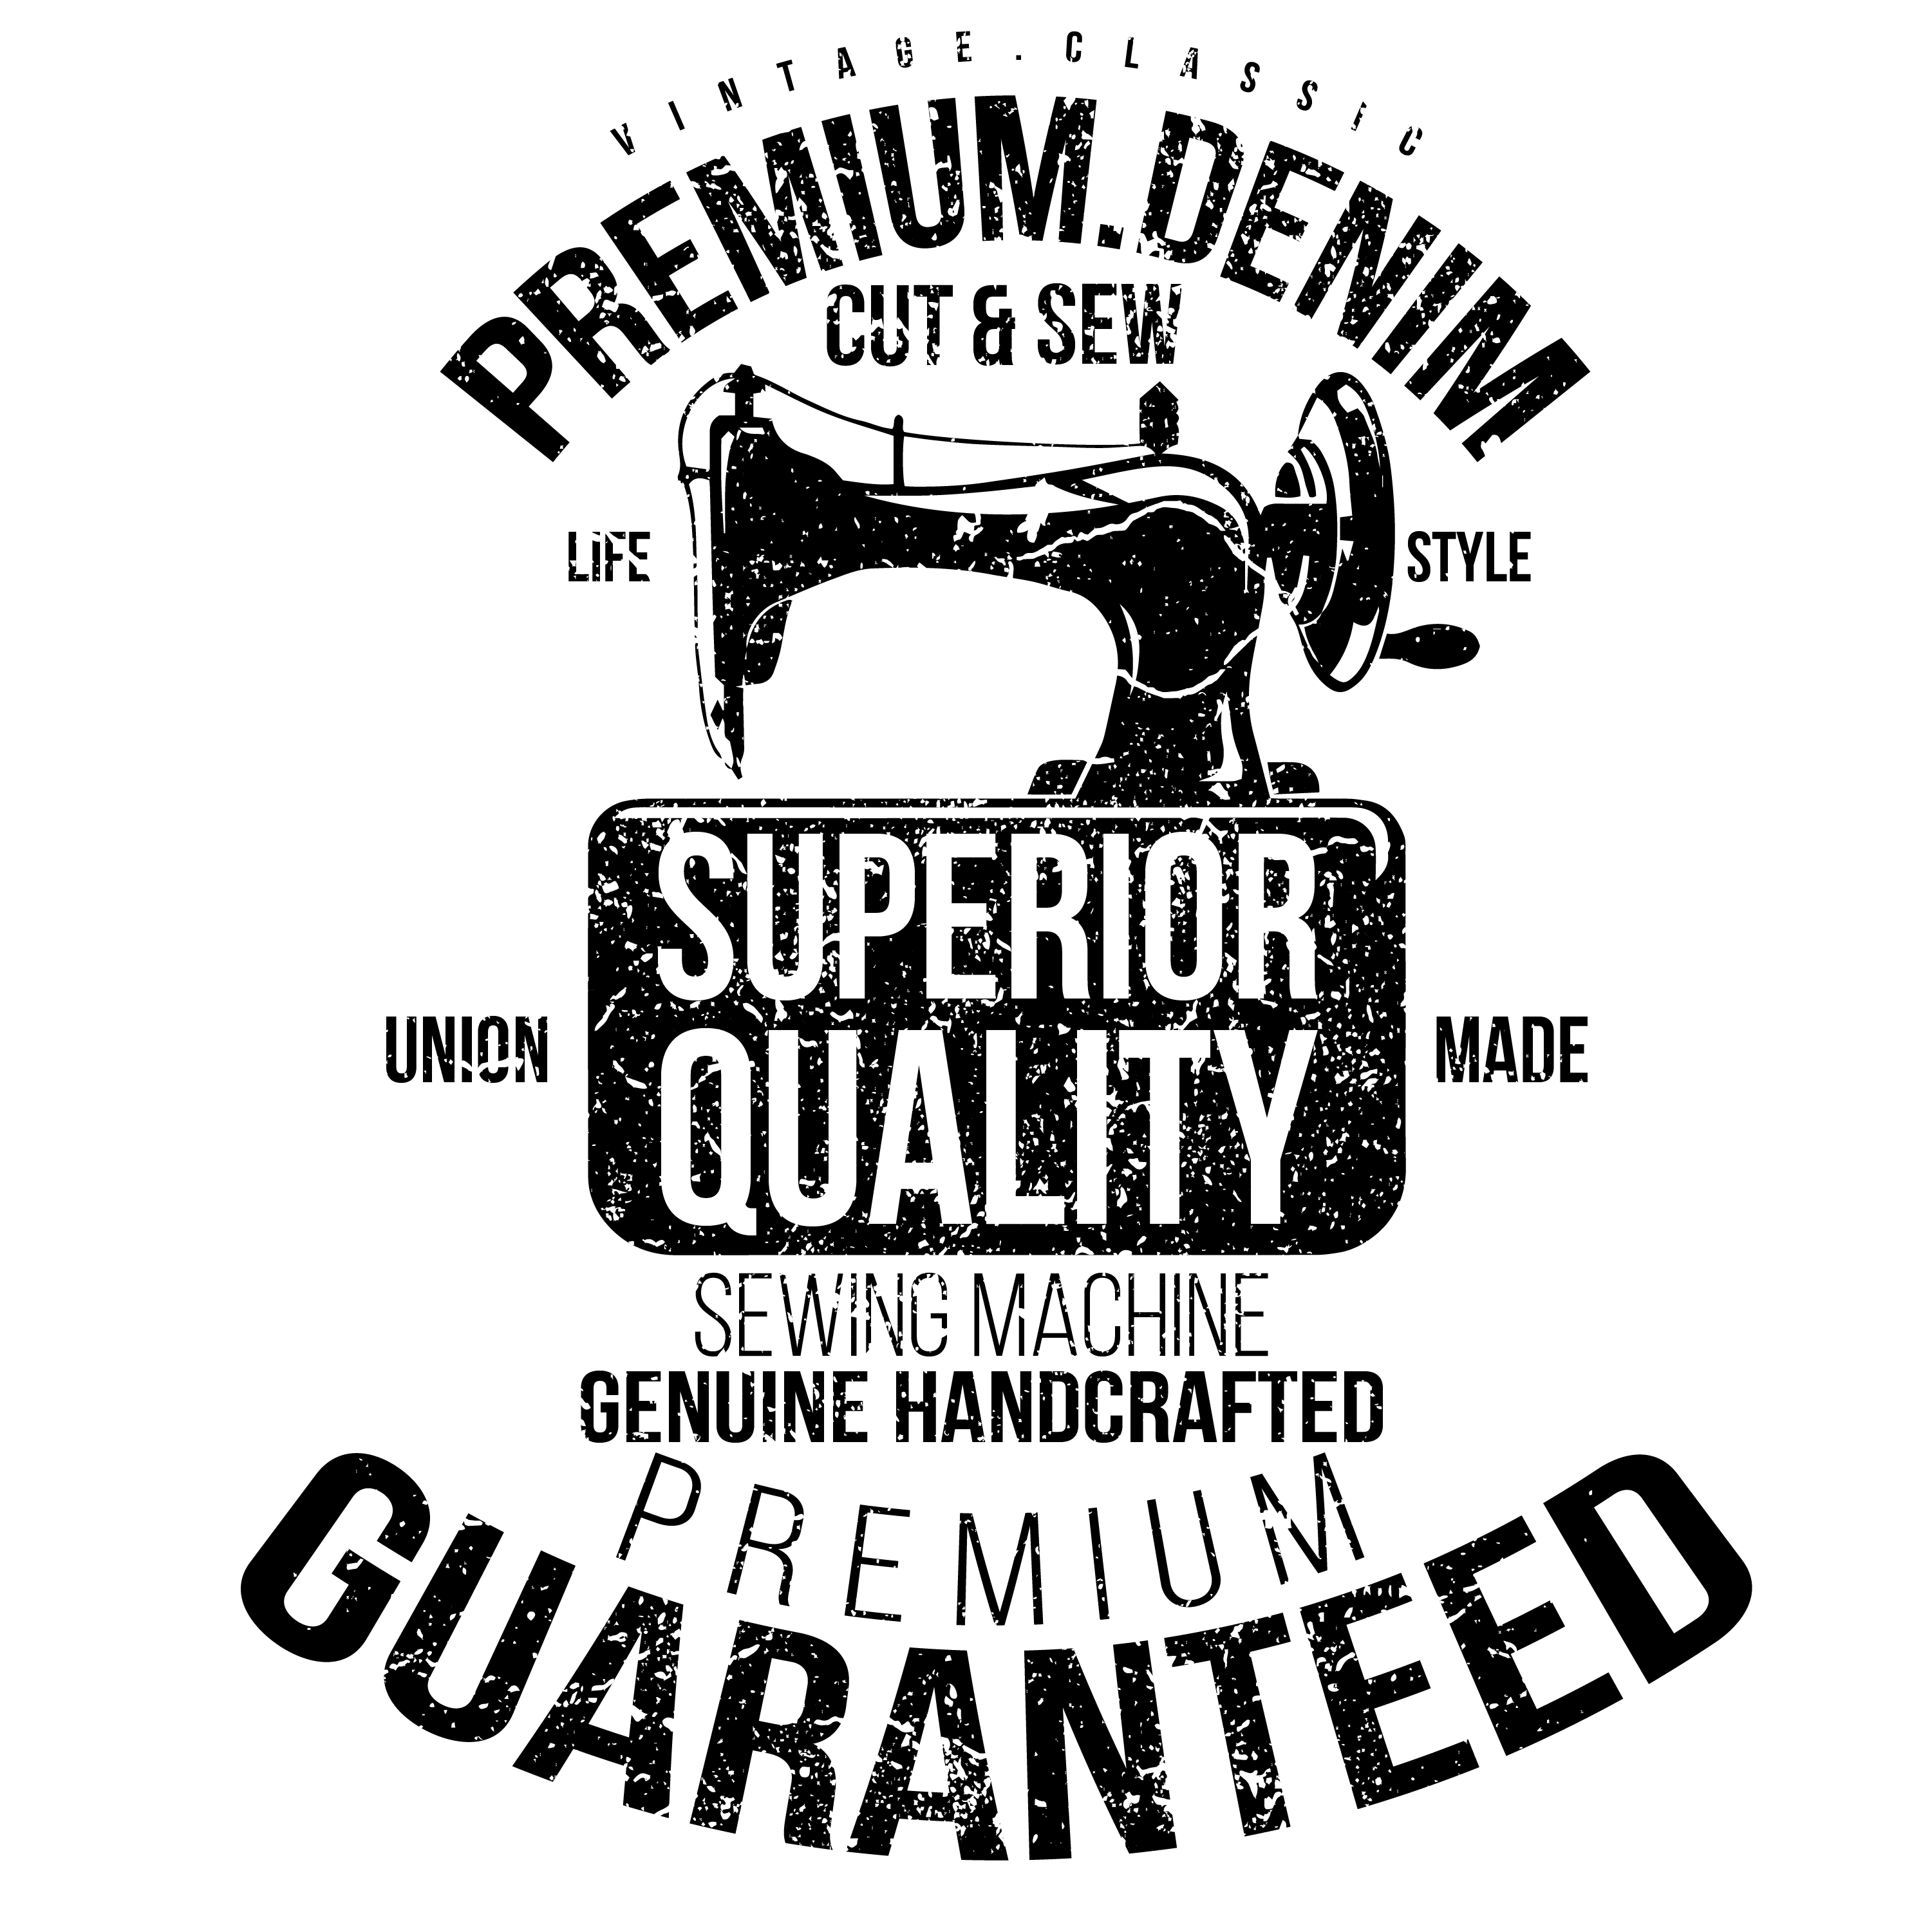 VINTAGE.CLASSIC
PREMIUM.DENIM
CUT & SEW
LIFE STYLE
SUPERIOR
UNION MADE
QUALITY
SEWING MACHINE
GENUINE HANDCRAFTED
PREMIUM
GUARANTEED